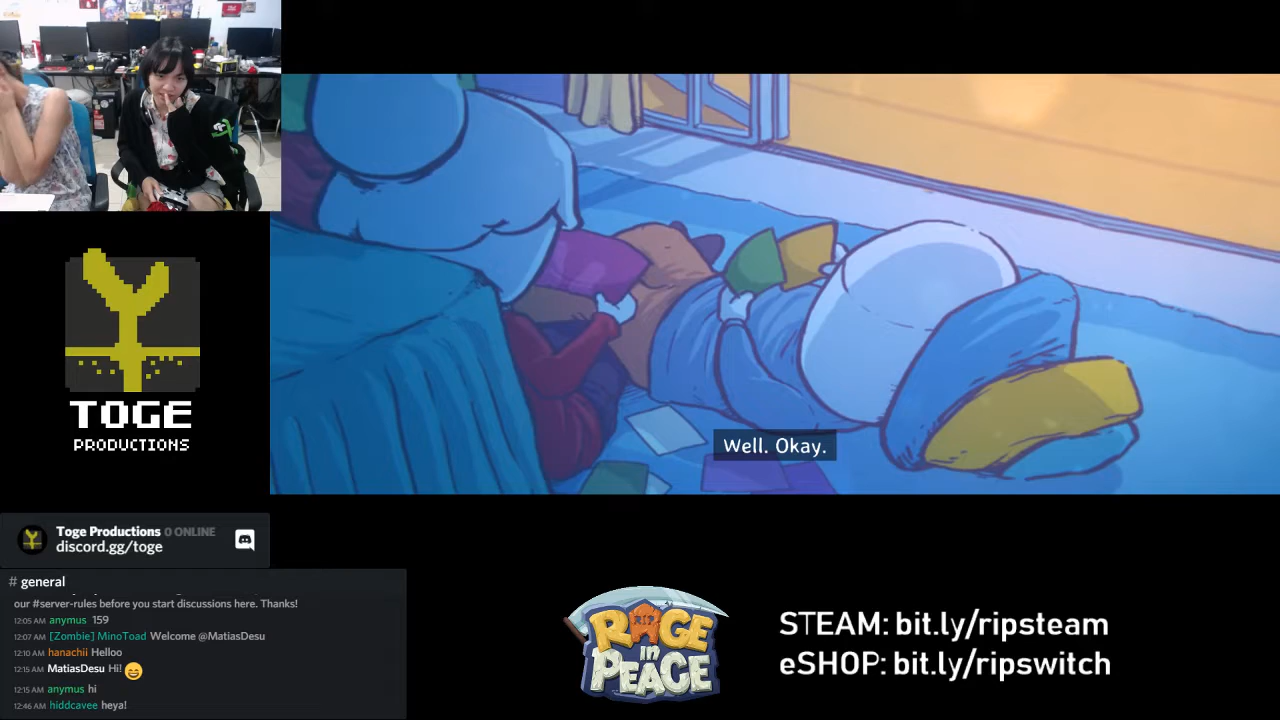 Well. Okay.
TOGE
PRODUCTIONS
Toge Productions 0 ONLINE
discord.gg/toge
# general
our #server-rules before you start discussions here. Thanks!
12:05 AM anymus 159
12:07 AM [Zombie] MinoToad Welcome @MatiasDesu
12:10 AM hanachii Helloo
12:15 AM MatiasDesu Hi!
12:15 AM anymus hi
12:46 AM hiddcavee heya!
RIP
RAGE
in
PEACE
STEAM: bit.ly/ripsteam
eSHOP: bit.ly/ripswitch